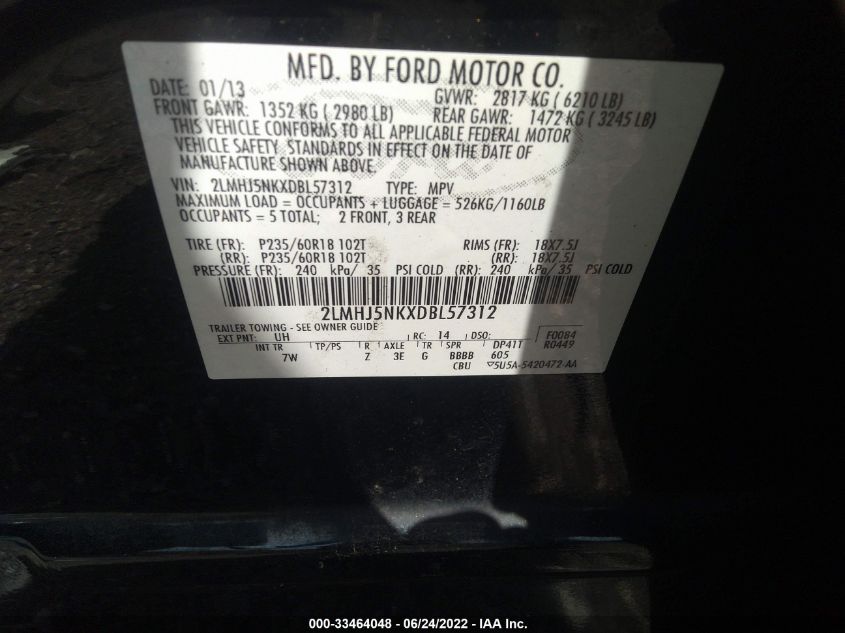 MFD. BY FORD MOTOR CO.
DATE: 01/13 GVWR: 2817 KG ( 6210 LB)
FRONT GAWR: 1352 KG ( 2980 LB) REAR GAWR: 1472 KG ( 3245 LB)
THIS VEHICLE CONFORMS TO ALL APPLICABLE FEDERAL MOTOR
VEHICLE SAFETY STANDARDS IN EFFECT ON THE DATE OF
MANUFACTURE SHOWN ABOVE.
VIN: 2LMHJ5NKXDBL57312 TYPE: MPV
MAXIMUM LOAD = OCCUPANTS + LUGGAGE = 526KG/1160LB
OCCUPANTS = 5 TOTAL; 2 FRONT, 3 REAR
TIRE (FR): P235/60R18 102T RIMS (FR): 18X7.5J
(RR): P235/60R18 102T (RR): 18X7.5J
PRESSURE (FR): 240 kPa/ 35 PSI COLD (RR): 240 kPa/ 35 PSI COLD
2LMHJ5NKXDBL57312
TRAILER TOWING - SEE OWNER GUIDE
EXT PNT: UH RC: 14 DSO: F0084
INT TR TP/PS R AXLE TR SPR DP41T R0449
7W Z 3E G BBBB 605
CBU ▽5U5A-5420472-AA
000-33464048 - 06/24/2022 - IAA Inc.